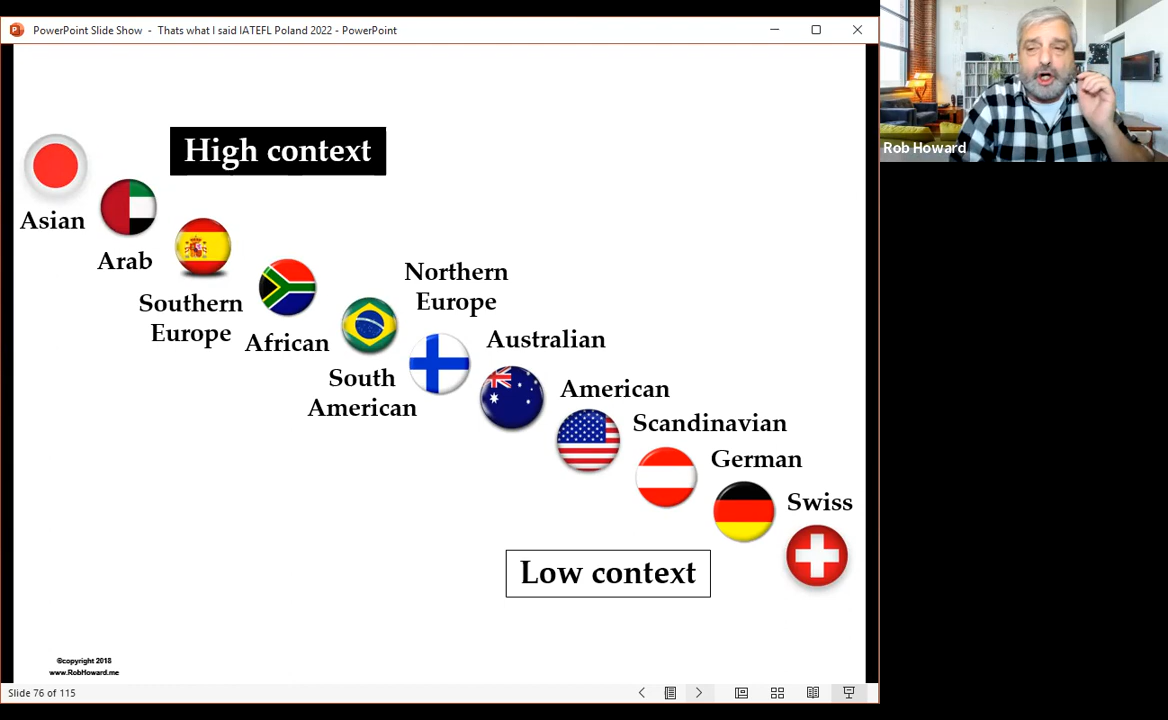 PowerPoint Slide Show - Thats what I said IATEFL Poland 2022 - PowerPoint
Rob Howard
High context
Asian
Arab
Southern
Europe
African
South
American
Northern
Europe
Australian
American
Scandinavian
German
Swiss
Low context
©copyright 2018
www.RobHoward.me
Slide 76 of 115